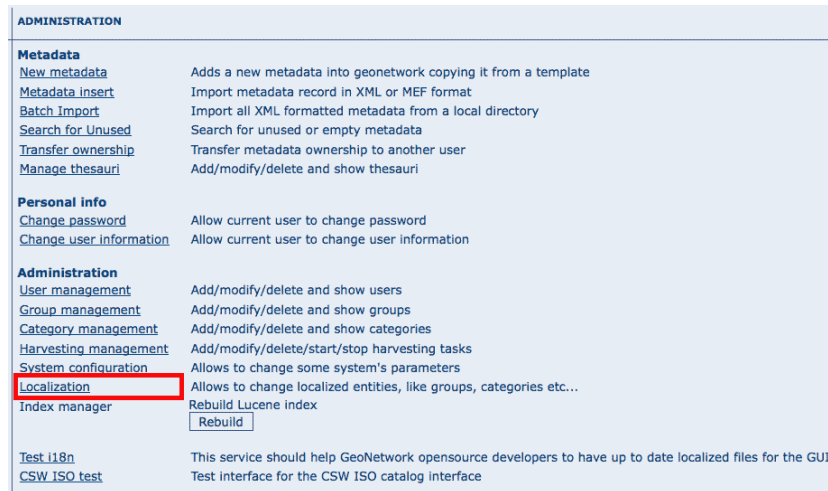 ADMINISTRATION
Metadata
New metadata Adds a new metadata into geonetwork copying it from a template
Metadata insert Import metadata record in XML or MEF format
Batch Import Import all XML formatted metadata from a local directory
Search for Unused Search for unused or empty metadata
Transfer ownership Transfer metadata ownership to another user
Manage thesauri Add/modify/delete and show thesauri
Personal info
Change password Allow current user to change password
Change user information Allow current user to change user information
Administration
User management Add/modify/delete and show users
Group management Add/modify/delete and show groups
Category management Add/modify/delete and show categories
Harvesting management Add/modify/delete/start/stop harvesting tasks
System configuration Allows to change some system's parameters
Localization Allows to change localized entities, like groups, categories etc...
Index manager Rebuild Lucene index
Rebuild
Test i18n This service should help GeoNetwork opensource developers to have up to date localized files for the GUI
CSW ISO test Test interface for the CSW ISO catalog interface